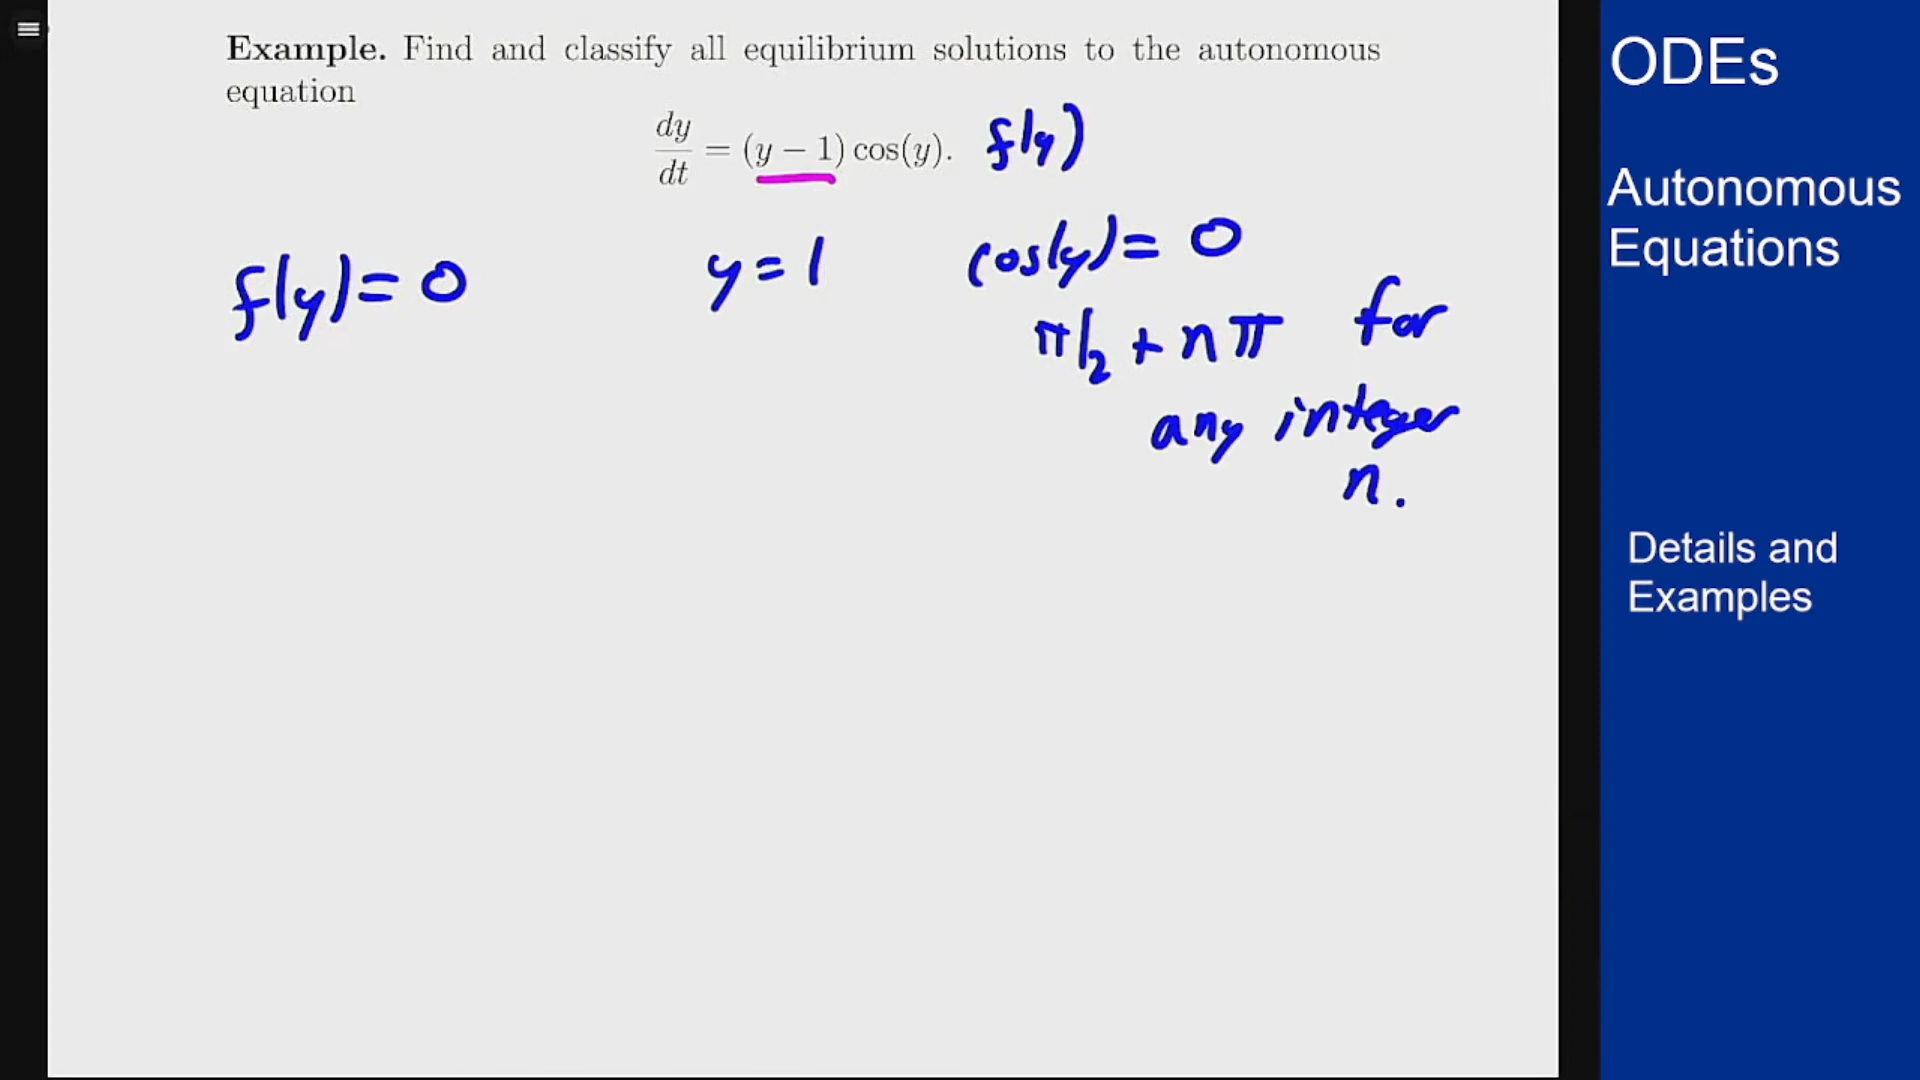 Example. Find and classify all equilibrium solutions to the autonomous
equation
dy/dt = (y − 1) cos(y). f(y)
f(y) = 0 y = 1 cos(y) = 0
π/2 + nπ for
any integer
n.
ODEs
Autonomous
Equations
Details and
Examples